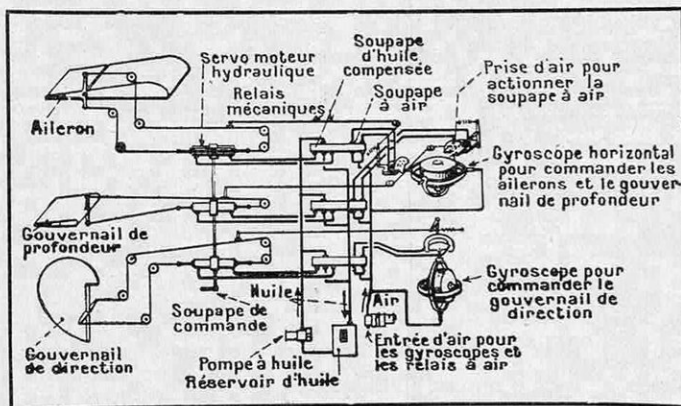 Soupape
d'huile
compensée
Servo moteur
hydraulique
Relais
mécaniques
Soupape
à air
Prise d'air pour
actionner la
soupape à air
Aileron
Gyroscope horizontal
pour commander les
ailerons et le gouver-
nail de profondeur
Gouvernail de
profondeur
Gyroscope pour
commander le
gouvernail de
direction
Huile
Air
Soupape de
commande
Gouvernail
de direction
Pompe à huile
Réservoir d'huile
Entrée d'air pour
les gyroscopes et
les relais à air